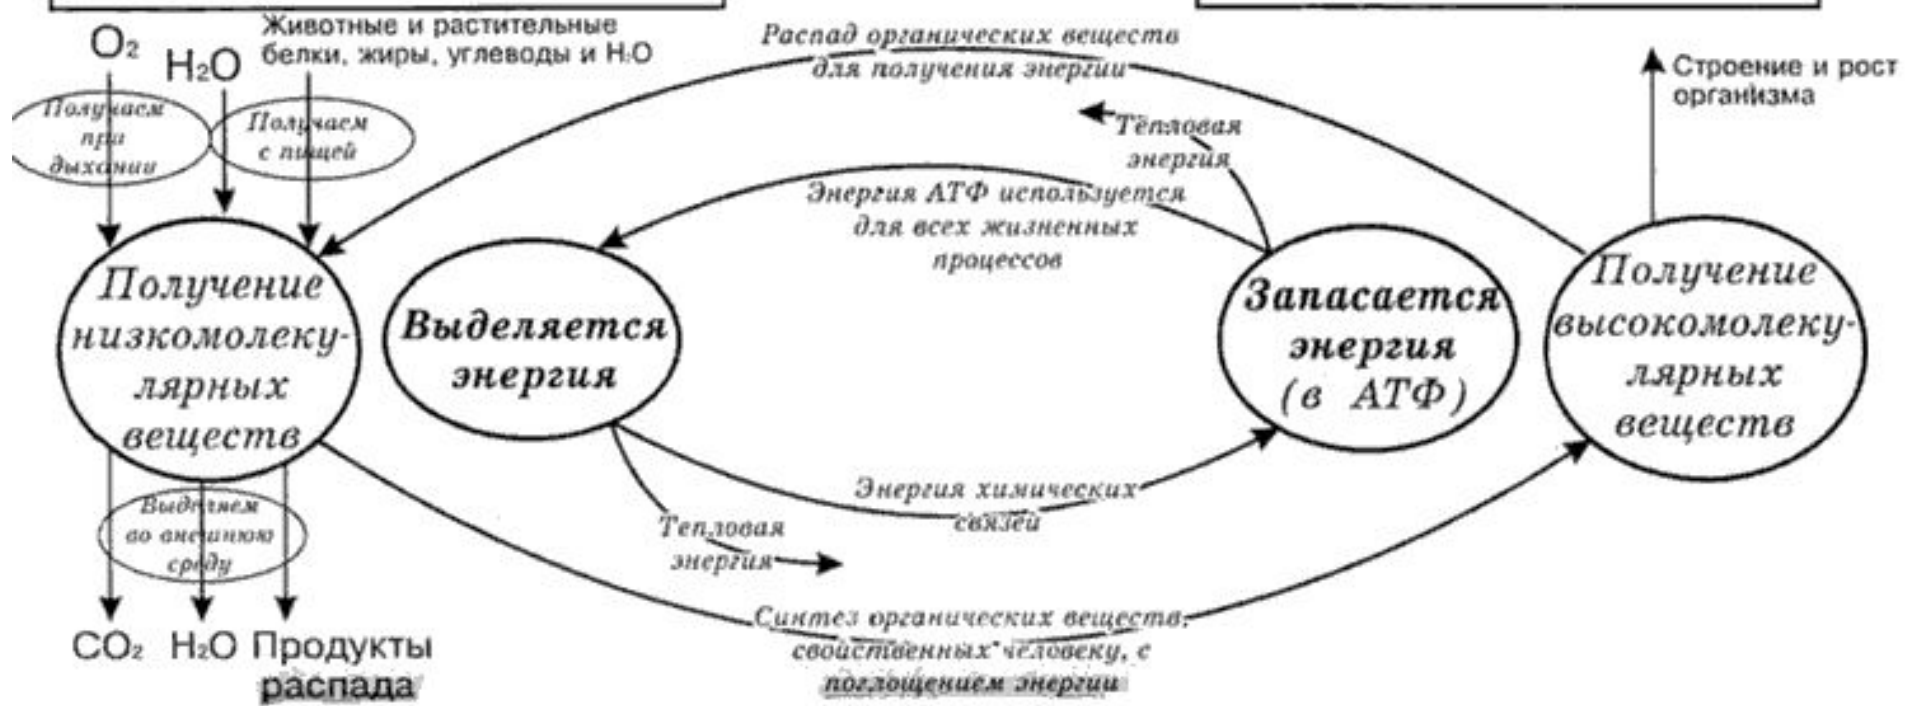 O2
H2O
Животные и растительные
белки, жиры, углеводы и H2O
Получаем
при
дыхании
Получаем
с пищей
Распад органических веществ
для получения энергии
Тепловая
энергия
Энергия АТФ используется
для всех жизненных
процессов
Строение и рост
организма
Получение
низкомолеку-
лярных
веществ
Выделяется
энергия
Запасается
энергия
(в АТФ)
Получение
высокомолеку-
лярных
веществ
Энергия химических
связей
Тепловая
энергия
Выделяем
во внешнюю
среду
CO2 H2O Продукты
распада
Синтез органических веществ,
свойственных человеку, с
поглощением энергии